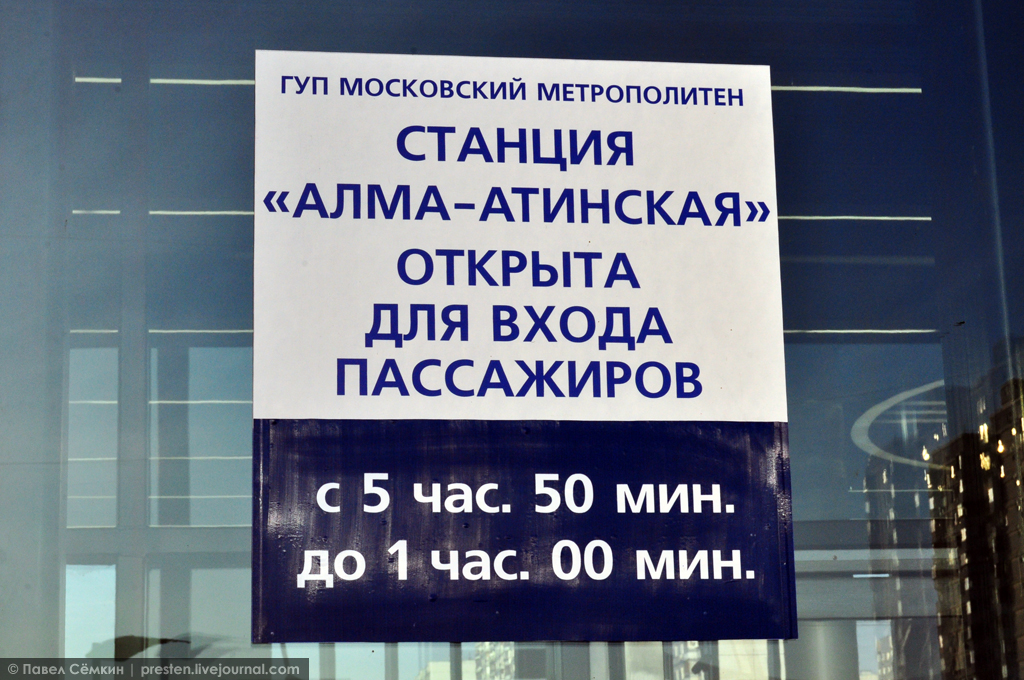 ГУП МОСКОВСКИЙ МЕТРОПОЛИТЕН
СТАНЦИЯ
«АЛМА-АТИНСКАЯ»
ОТКРЫТА
ДЛЯ ВХОДА
ПАССАЖИРОВ
с 5 час. 50 мин.
до 1 час. 00 мин.
© Павел Сёмкин | presten.livejournal.com